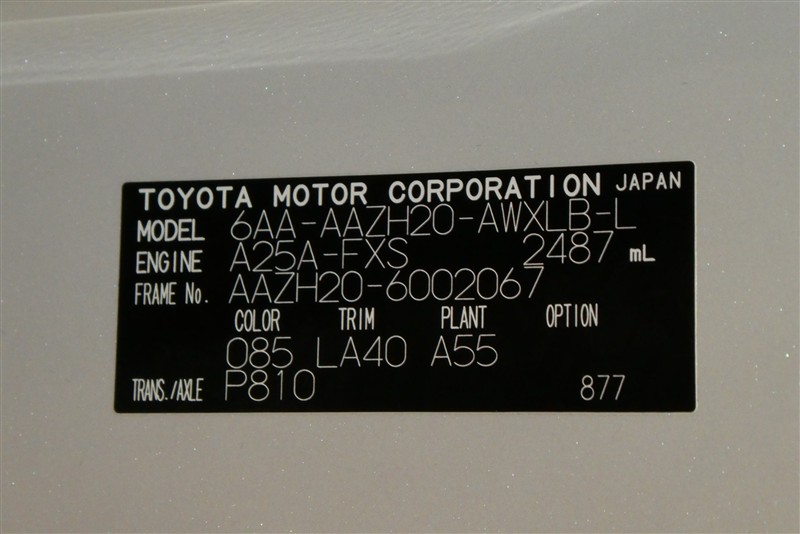 TOYOTA MOTOR CORPORATION JAPAN
MODEL 6AA-AAZH20-AWXLB-L
ENGINE A25A-FXS 2487 mL
FRAME No. AAZH20-6002067
COLOR TRIM PLANT OPTION
085 LA40 A55
TRANS./AXLE P810 877